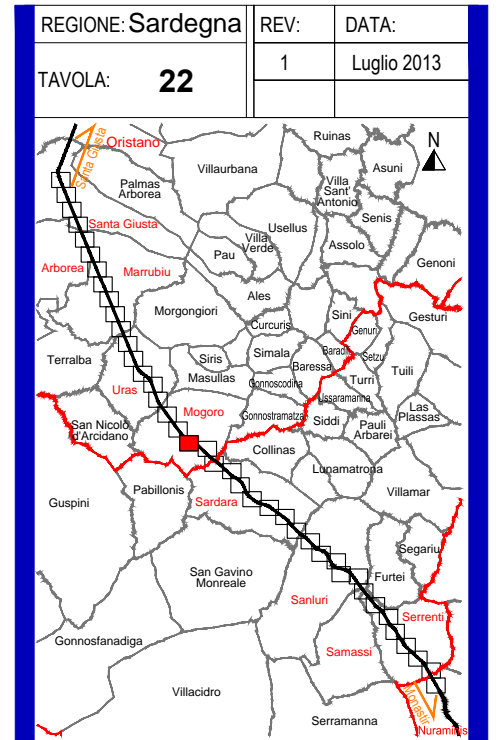 REGIONE: Sardegna
REV:
DATA:
TAVOLA: 22
1
Luglio 2013
N
Santa Giusta
Oristano
Ruinas
Villaurbana
Asuni
Palmas
Arborea
Villa
Sant'
Antonio
Senis
Santa Giusta
Usellus
Villa
Verde
Assolo
Pau
Genoni
Arborea
Marrubiu
Ales
Morgongiori
Sini
Gesturi
Curcuris
Genuri
Terralba
Siris
Simala
Baradili
Setzu
Masullas
Baressa
Tuili
Uras
Gonnoscodina
Turri
Ussaramanna
Mogoro
Gonnostramatza
Siddi
Las
Plassas
San Nicolò
d'Arcidano
Pauli
Arbarei
Collinas
Lunamatrona
Pabillonis
Villamar
Guspini
Sardara
Segariu
San Gavino
Monreale
Furtei
Sanluri
Serrenti
Gonnosfanadiga
Samassi
Villacidro
Monastir
Serramanna
Nuraminis